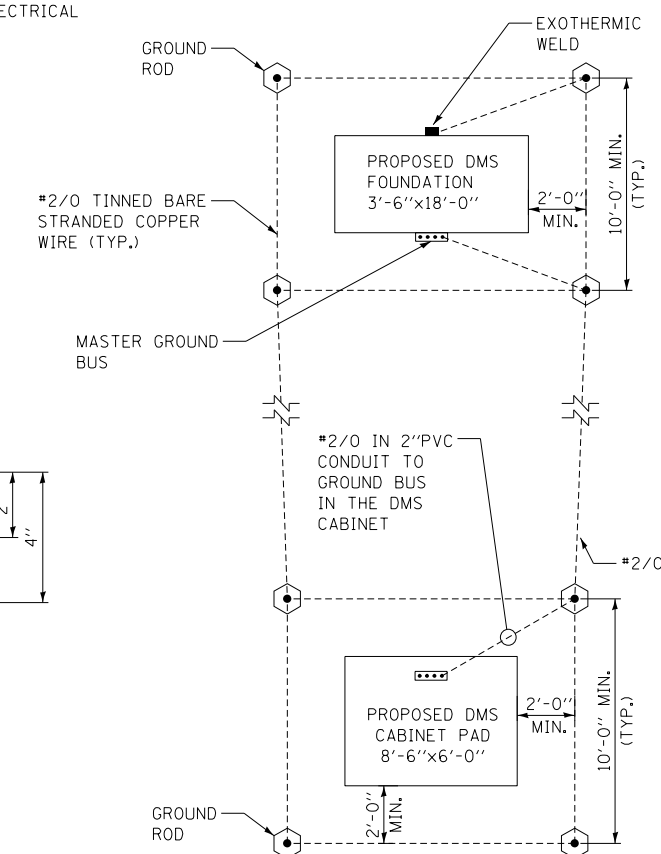 ECTRICAL
EXOTHERMIC
WELD
GROUND
ROD
PROPOSED DMS
FOUNDATION
3'-6"x18'-0"
2'-0"
MIN.
10'-0" MIN.
(TYP.)
#2/0 TINNED BARE
STRANDED COPPER
WIRE (TYP.)
MASTER GROUND
BUS
#2/0 IN 2"PVC
CONDUIT TO
GROUND BUS
IN THE DMS
CABINET
4"
#2/0
PROPOSED DMS
CABINET PAD
8'-6"x6'-0"
2'-0"
MIN.
10'-0" MIN.
(TYP.)
2'-0"
MIN.
GROUND
ROD